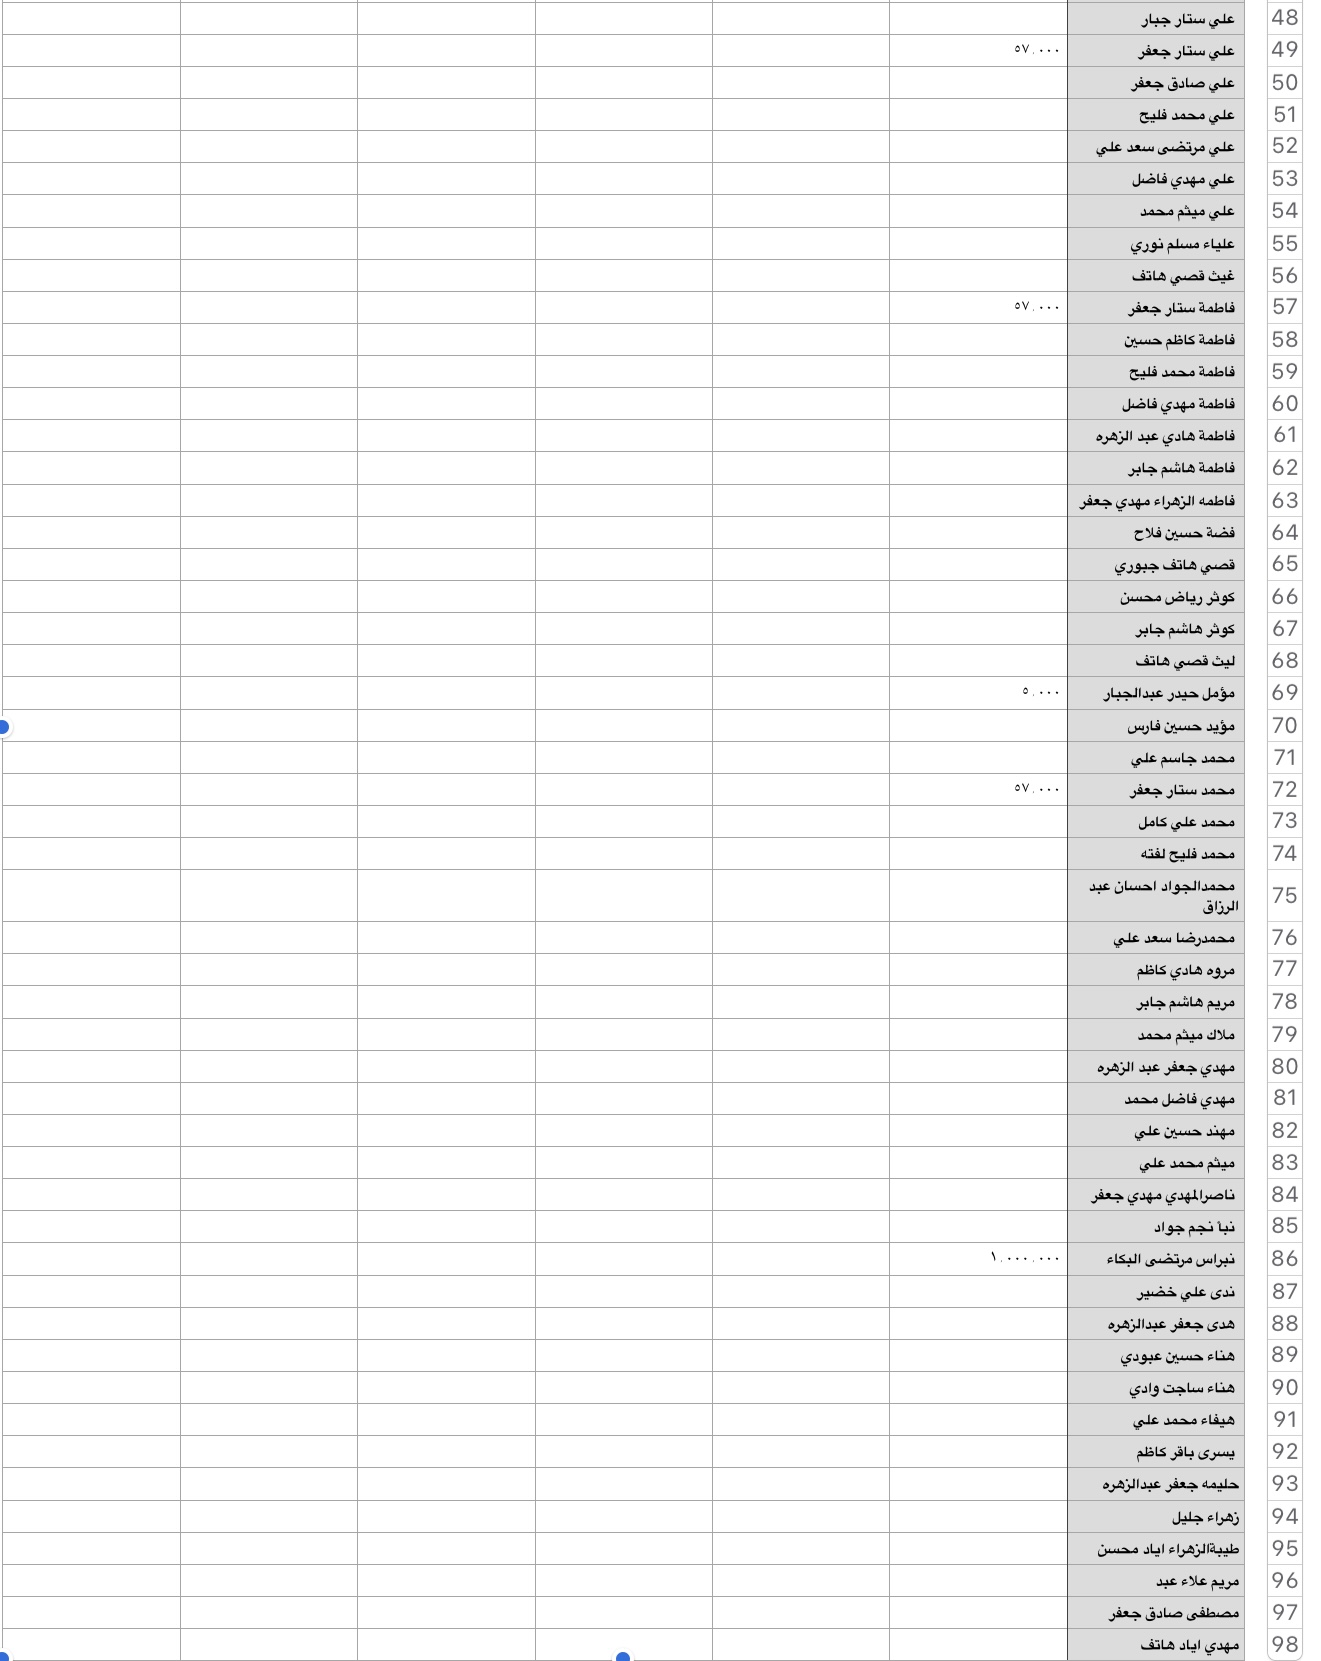 48 علي ستار جبار
49 علي ستار جعفر ٥٧,٠٠٠
50 علي صادق جعفر
51 علي محمد فليح
52 علي مرتضى سعد علي
53 علي مهدي فاضل
54 علي ميثم محمد
55 علياء مسلم نوري
56 غيث قصي هاتف
57 فاطمة ستار جعفر ٥٧,٠٠٠
58 فاطمة كاظم حسين
59 فاطمة محمد فليح
60 فاطمة مهدي فاضل
61 فاطمة هادي عبد الزهره
62 فاطمة هاشم جابر
63 فاطمه الزهراء مهدي جعفر
64 فضة حسين فلاح
65 قصي هاتف جبوري
66 كوثر رياض محسن
67 كوثر هاشم جابر
68 ليث قصي هاتف
69 مؤمل حيدر عبدالجبار ٥,٠٠٠
70 مؤيد حسين فارس
71 محمد جاسم علي
72 محمد ستار جعفر ٥٧,٠٠٠
73 محمد علي كامل
74 محمد فليح لفته
75 محمدالجواد احسان عبد
الرزاق
76 محمدرضا سعد علي
77 مروه هادي كاظم
78 مريم هاشم جابر
79 ملاك ميثم محمد
80 مهدي جعفر عبد الزهره
81 مهدي فاضل محمد
82 مهند حسين علي
83 ميثم محمد علي
84 ناصرالمهدي مهدي جعفر
85 نبأ نجم جواد
86 نبراس مرتضى البكاء ١,٠٠٠,٠٠٠
87 ندى علي خضير
88 هدى جعفر عبدالزهره
89 هناء حسين عبودي
90 هناء ساجت وادي
91 هيفاء محمد علي
92 يسرى باقر كاظم
93 حليمه جعفر عبدالزهره
94 زهراء جليل
95 طيبةالزهراء اياد محسن
96 مريم علاء عبد
97 مصطفى صادق جعفر
98 مهدي اياد هاتف